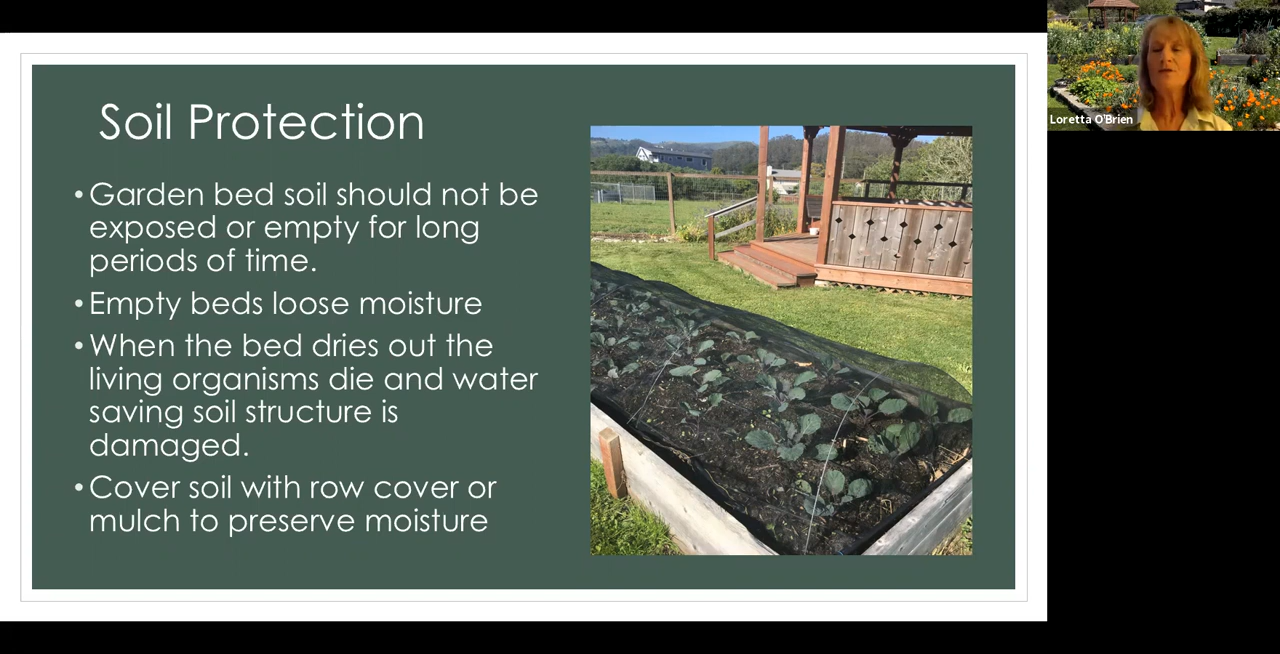 Soil Protection
• Garden bed soil should not be
exposed or empty for long
periods of time.
• Empty beds loose moisture
• When the bed dries out the
living organisms die and water
saving soil structure is
damaged.
• Cover soil with row cover or
mulch to preserve moisture
Loretta O'Brien